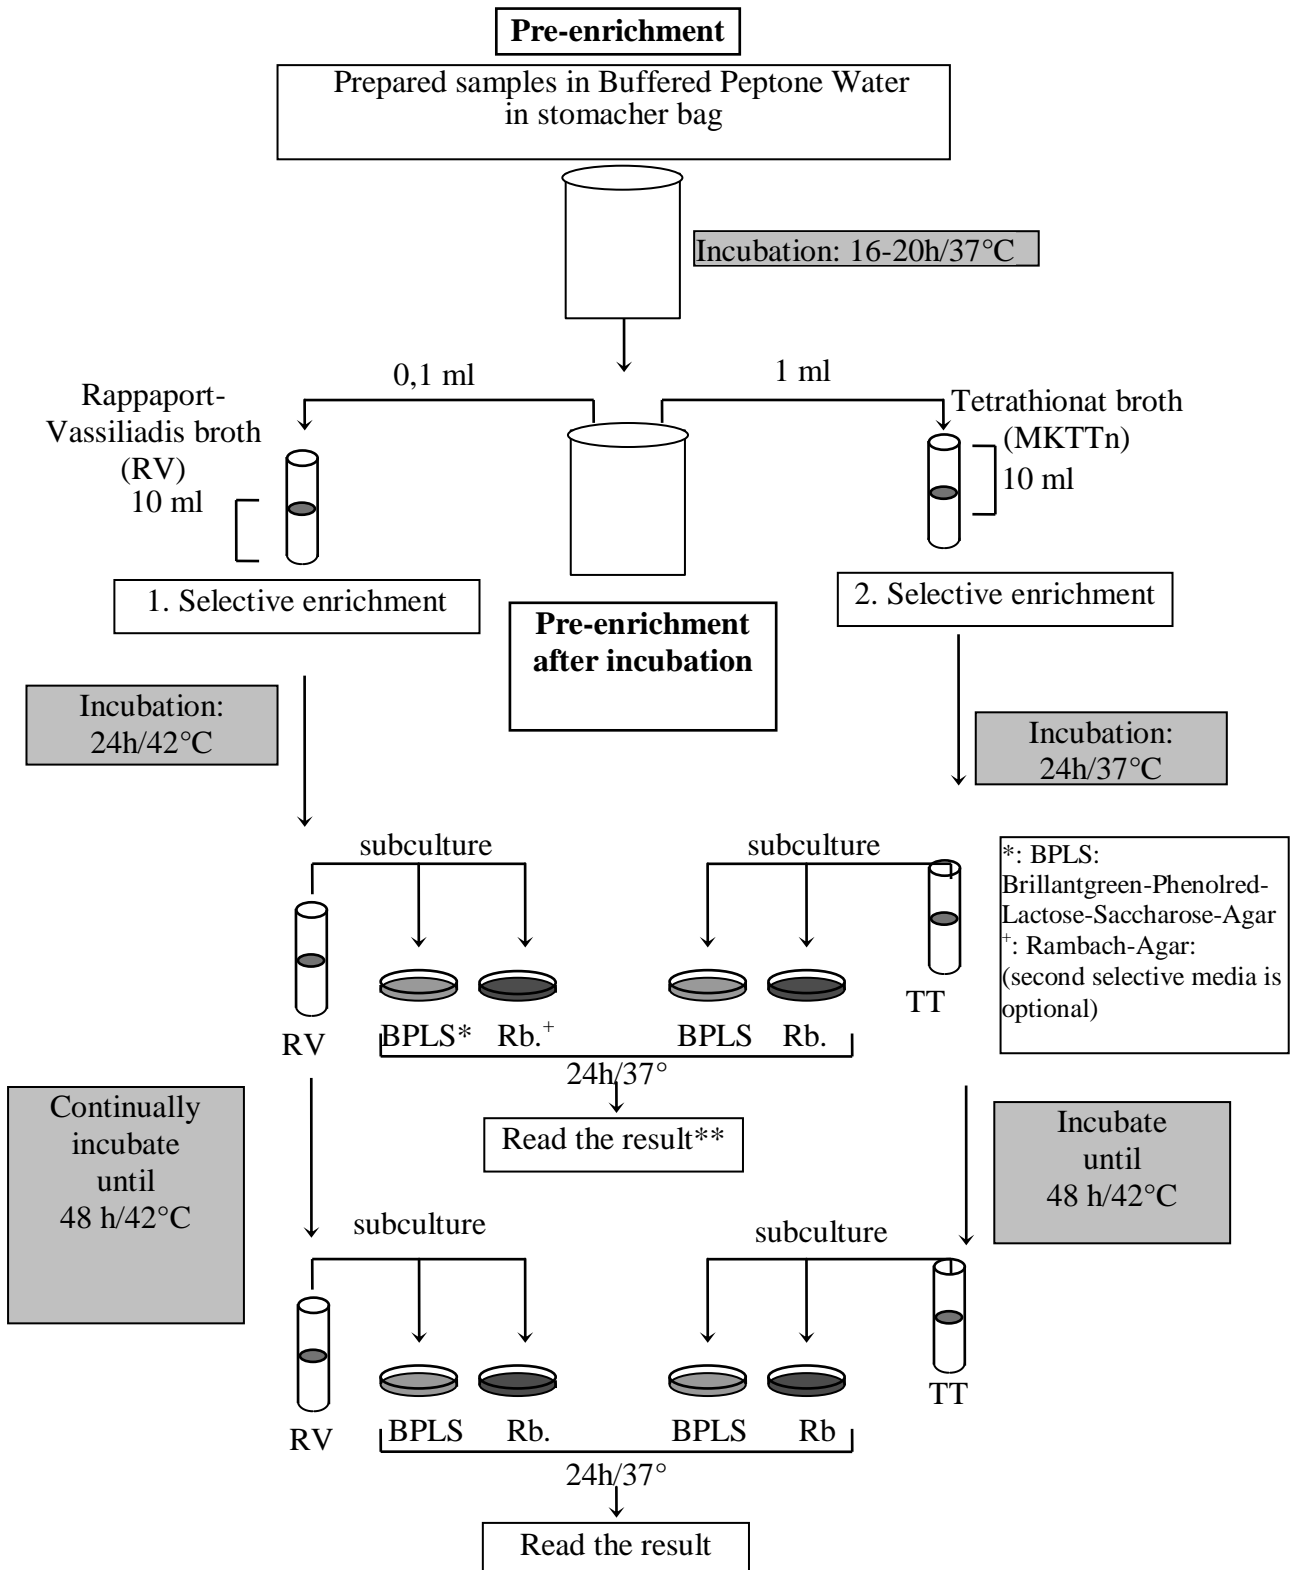 Pre-enrichment
Prepared samples in Buffered Peptone Water
in stomacher bag
Incubation: 16-20h/37°C
0,1 ml
1 ml
Rappaport-
Vassiliadis broth
(RV)
10 ml
Tetrathionat broth
(MKTTn)
10 ml
1. Selective enrichment
2. Selective enrichment
Pre-enrichment
after incubation
Incubation:
24h/42°C
Incubation:
24h/37°C
subculture
subculture
*: BPLS:
Brillantgreen-Phenolred-
Lactose-Saccharose-Agar
+: Rambach-Agar:
(second selective media is
optional)
RV
BPLS*
Rb.+
BPLS
Rb.
TT
24h/37°
Read the result**
Continually
incubate
until
48 h/42°C
Incubate
until
48 h/42°C
subculture
subculture
RV
BPLS
Rb.
BPLS
Rb
TT
24h/37°
Read the result